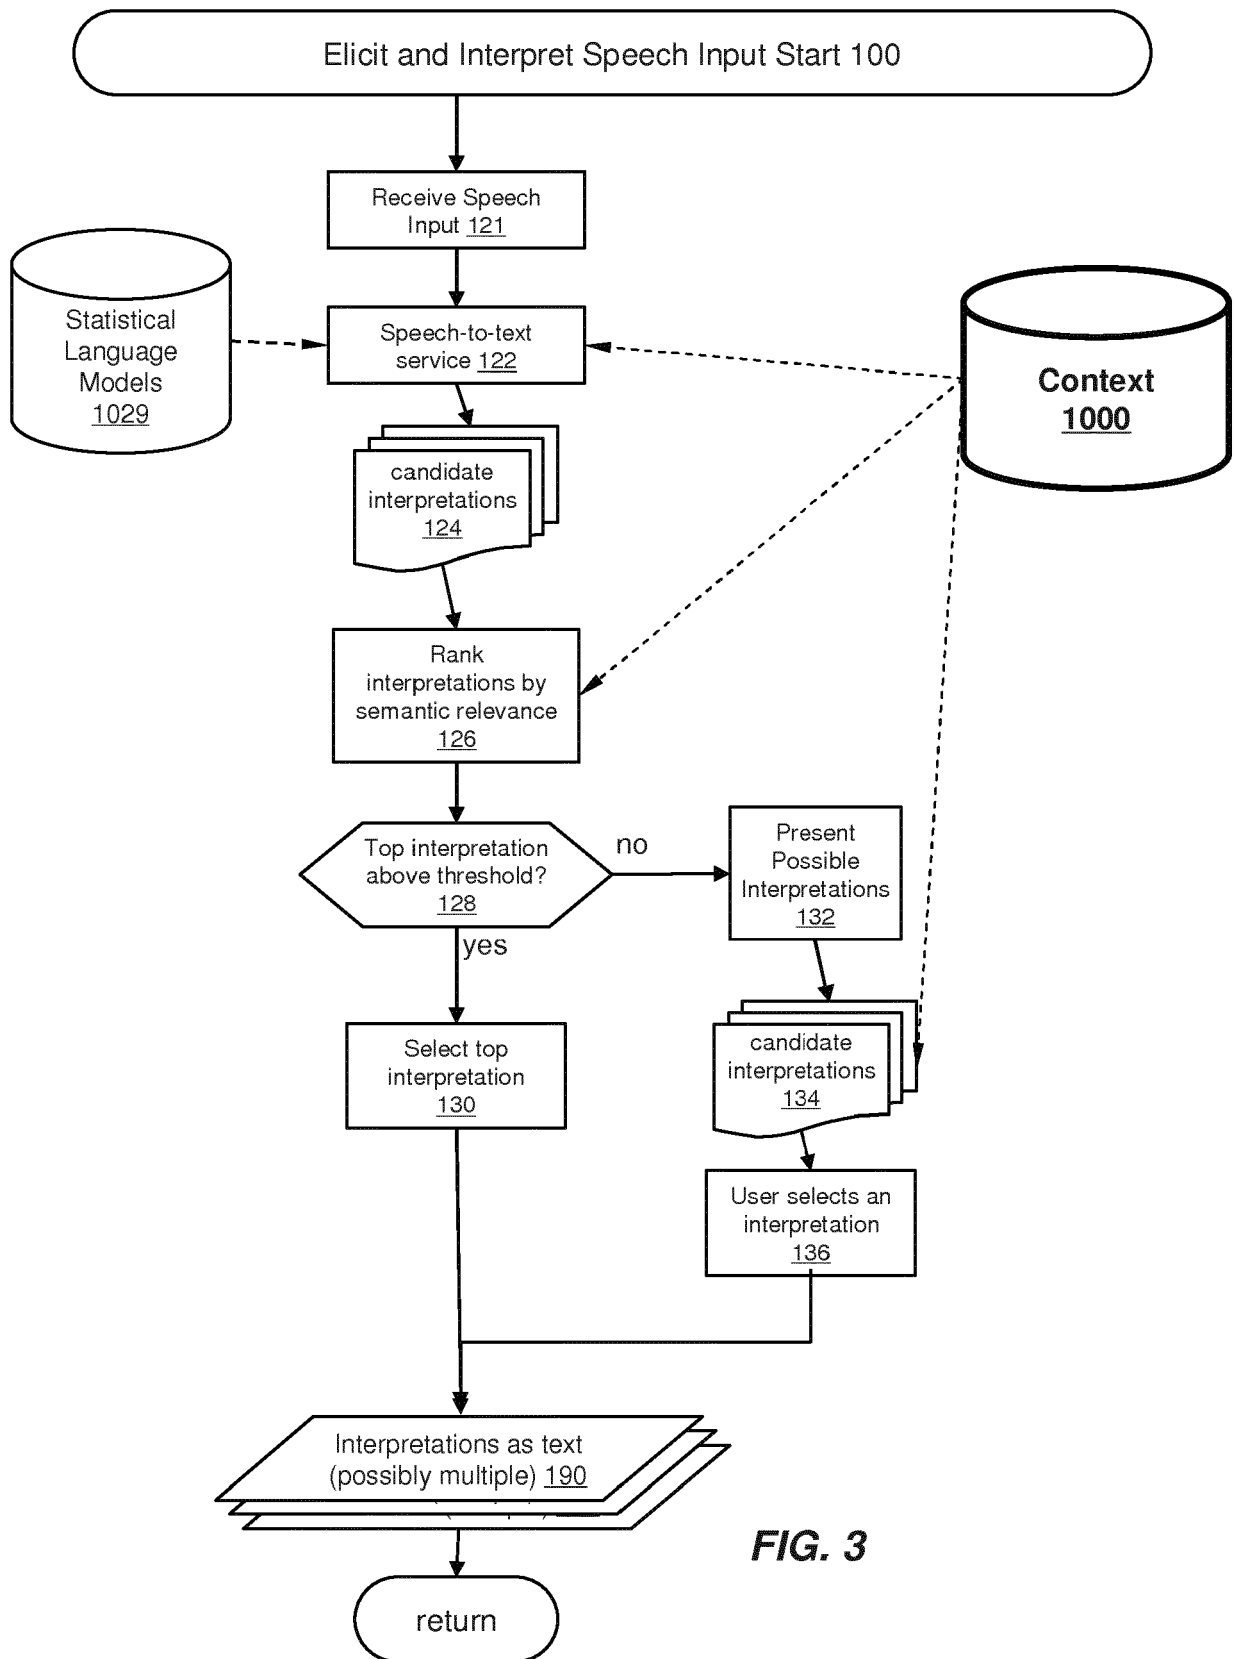 Elicit and Interpret Speech Input Start 100
Receive Speech
Input 121
Statistical
Language
Models
1029
Speech-to-text
service 122
Context
1000
candidate
interpretations
124
Rank
interpretations by
semantic relevance
126
Top interpretation
above threshold?
128
no
yes
Present
Possible
Interpretations
132
Select top
interpretation
130
candidate
interpretations
134
User selects an
interpretation
136
Interpretations as text
(possibly multiple) 190
FIG. 3
return